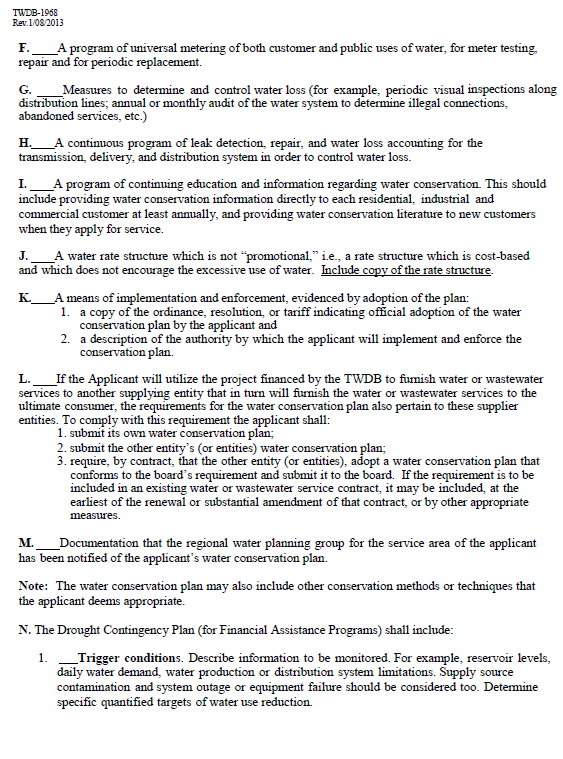 TWDB-1968
Rev.1/08/2013
F. ____A program of universal metering of both customer and public uses of water, for meter testing,
repair and for periodic replacement.
G. ____Measures to determine and control water loss (for example, periodic visual inspections along
distribution lines; annual or monthly audit of the water system to determine illegal connections,
abandoned services, etc.)
H.____A continuous program of leak detection, repair, and water loss accounting for the
transmission, delivery, and distribution system in order to control water loss.
I. ____A program of continuing education and information regarding water conservation. This should
include providing water conservation information directly to each residential, industrial and
commercial customer at least annually, and providing water conservation literature to new customers
when they apply for service.
J. ____A water rate structure which is not “promotional,” i.e., a rate structure which is cost-based
and which does not encourage the excessive use of water. Include copy of the rate structure.
K.____A means of implementation and enforcement, evidenced by adoption of the plan:
1. a copy of the ordinance, resolution, or tariff indicating official adoption of the water
conservation plan by the applicant and
2. a description of the authority by which the applicant will implement and enforce the
conservation plan.
L. ____If the Applicant will utilize the project financed by the TWDB to furnish water or wastewater
services to another supplying entity that in turn will furnish the water or wastewater services to the
ultimate consumer, the requirements for the water conservation plan also pertain to these supplier
entities. To comply with this requirement the applicant shall:
1. submit its own water conservation plan;
2. submit the other entity’s (or entities) water conservation plan;
3. require, by contract, that the other entity (or entities), adopt a water conservation plan that
conforms to the board’s requirement and submit it to the board. If the requirement is to be
included in an existing water or wastewater service contract, it may be included, at the
earliest of the renewal or substantial amendment of that contract, or by other appropriate
measures.
M. ____Documentation that the regional water planning group for the service area of the applicant
has been notified of the applicant’s water conservation plan.
Note: The water conservation plan may also include other conservation methods or techniques that
the applicant deems appropriate.
N. The Drought Contingency Plan (for Financial Assistance Programs) shall include:
1. ___Trigger conditions. Describe information to be monitored. For example, reservoir levels,
daily water demand, water production or distribution system limitations. Supply source
contamination and system outage or equipment failure should be considered too. Determine
specific quantified targets of water use reduction.